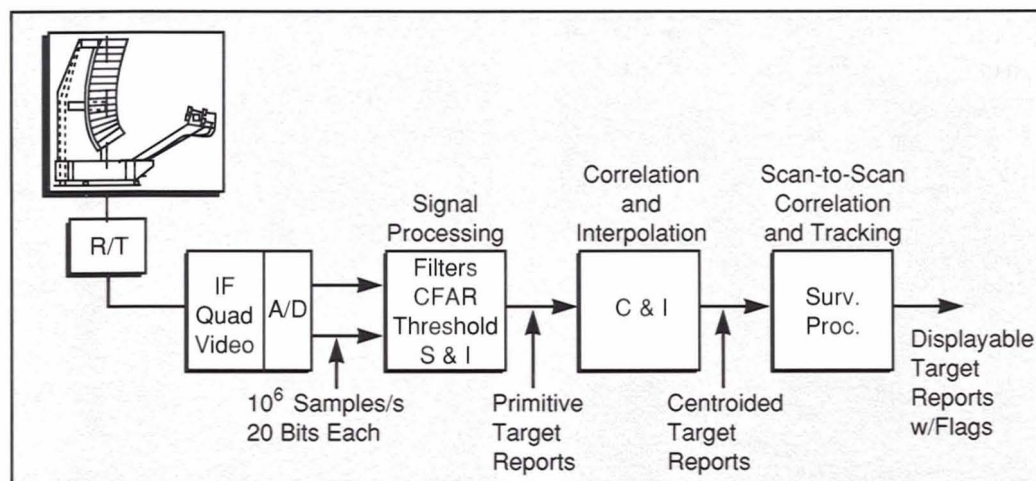 R/T
IF
Quad
Video
A/D
10⁶ Samples/s
20 Bits Each
Signal
Processing
Filters
CFAR
Threshold
S & I
Primitive
Target
Reports
Correlation
and
Interpolation
C & I
Centroided
Target
Reports
Scan-to-Scan
Correlation
and Tracking
Surv.
Proc.
Displayable
Target
Reports
w/Flags